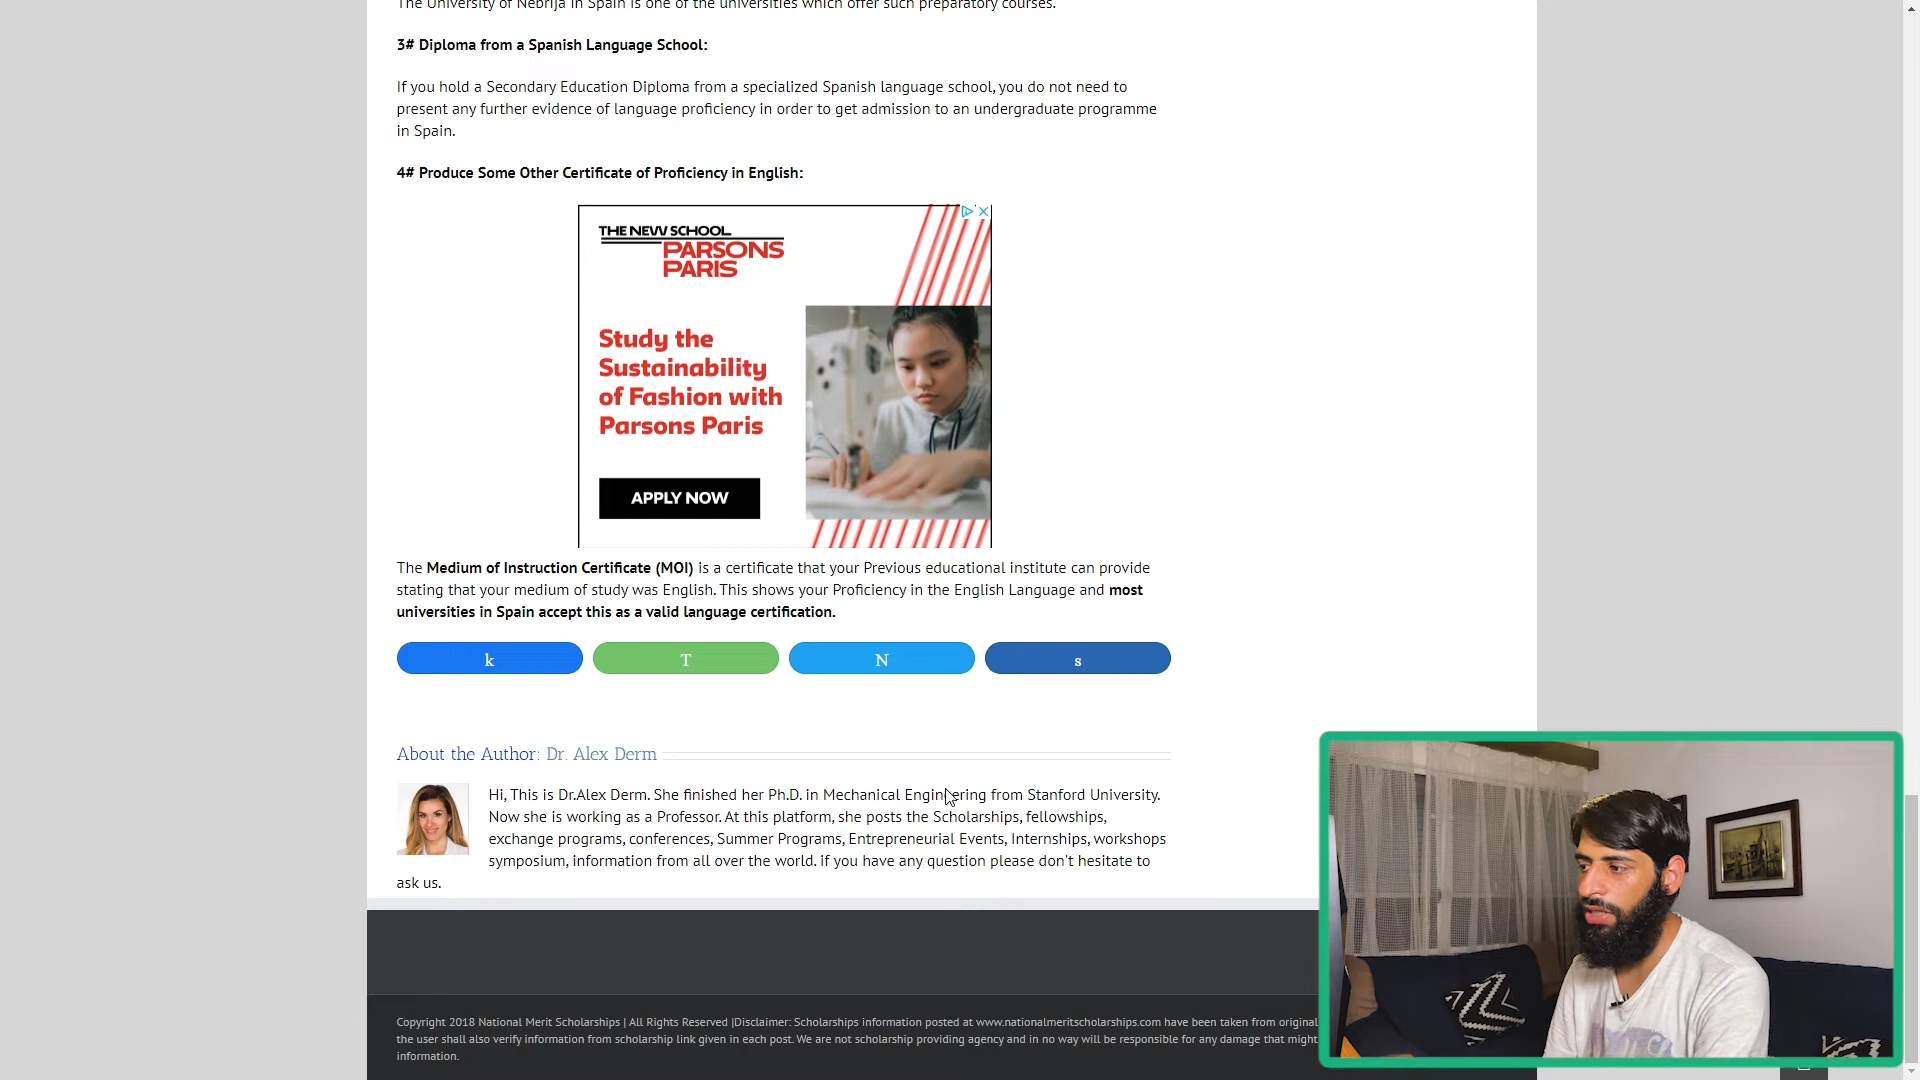 The University of Nebrija in Spain is one of the universities which offer such preparatory courses.
3# Diploma from a Spanish Language School:
If you hold a Secondary Education Diploma from a specialized Spanish language school, you do not need to
present any further evidence of language proficiency in order to get admission to an undergraduate programme
in Spain.
4# Produce Some Other Certificate of Proficiency in English:
THE NEW SCHOOL
PARSONS
PARIS
Study the
Sustainability
of Fashion with
Parsons Paris
APPLY NOW
The Medium of Instruction Certificate (MOI) is a certificate that your Previous educational institute can provide
stating that your medium of study was English. This shows your Proficiency in the English Language and most
universities in Spain accept this as a valid language certification.
k
T
N
s
About the Author: Dr. Alex Derm
Hi, This is Dr.Alex Derm. She finished her Ph.D. in Mechanical Engineering from Stanford University.
Now she is working as a Professor. At this platform, she posts the Scholarships, fellowships,
exchange programs, conferences, Summer Programs, Entrepreneurial Events, Internships, workshops
symposium, information from all over the world. if you have any question please don't hesitate to
ask us.
Copyright 2018 National Merit Scholarships | All Rights Reserved |Disclaimer: Scholarships information posted at www.nationalmeritscholarships.com have been taken from original
the user shall also verify information from scholarship link given in each post. We are not scholarship providing agency and in no way will be responsible for any damage that might
information.